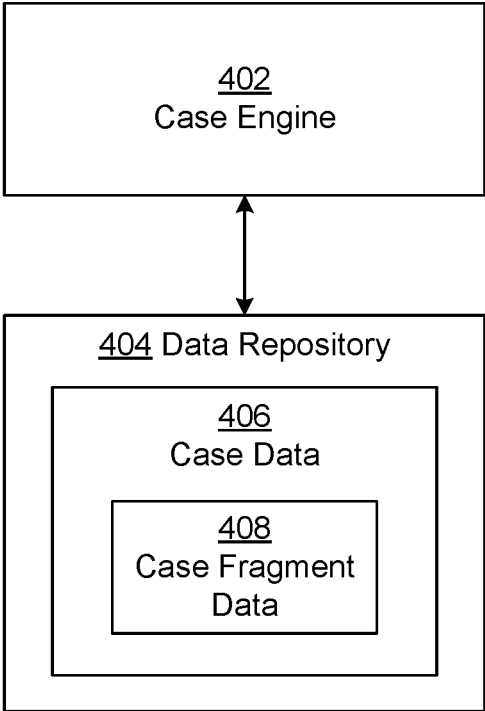 402
Case Engine
404 Data Repository
406
Case Data
408
Case Fragment
Data